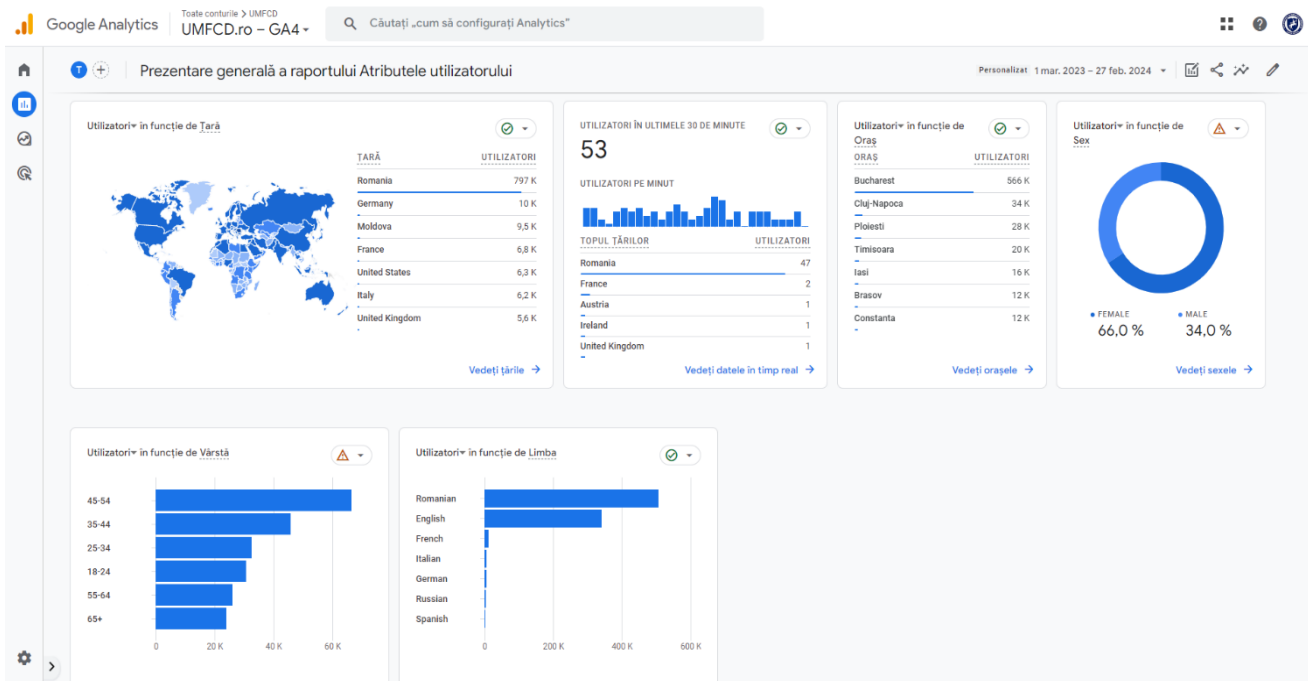 Google Analytics
Toate conturile > UMFCD
UMFCD.ro – GA4
Căutați „cum să configurați Analytics”
T
Prezentare generală a raportului Atributele utilizatorului
Personalizat 1 mar. 2023 – 27 feb. 2024
Utilizatori în funcție de Țară
ȚARĂ UTILIZATORI
Romania 797 K
Germany 10 K
Moldova 9,5 K
France 6,8 K
United States 6,3 K
Italy 6,2 K
United Kingdom 5,6 K
Vedeți țările
UTILIZATORI ÎN ULTIMELE 30 DE MINUTE
53
UTILIZATORI PE MINUT
TOPUL ȚĂRILOR UTILIZATORI
Romania 47
France 2
Austria 1
Ireland 1
United Kingdom 1
Vedeți datele în timp real
Utilizatori în funcție de
Oraș
ORAȘ UTILIZATORI
Bucharest 566 K
Cluj-Napoca 34 K
Ploiesti 28 K
Timisoara 20 K
Iasi 16 K
Brasov 12 K
Constanta 12 K
Vedeți orașele
Utilizatori în funcție de
Sex
FEMALE MALE
66,0 % 34,0 %
Vedeți sexele
Utilizatori în funcție de Vârstă
45-54
35-44
25-34
18-24
55-64
65+
0 20 K 40 K 60 K
Utilizatori în funcție de Limba
Romanian
English
French
Italian
German
Russian
Spanish
0 200 K 400 K 600 K